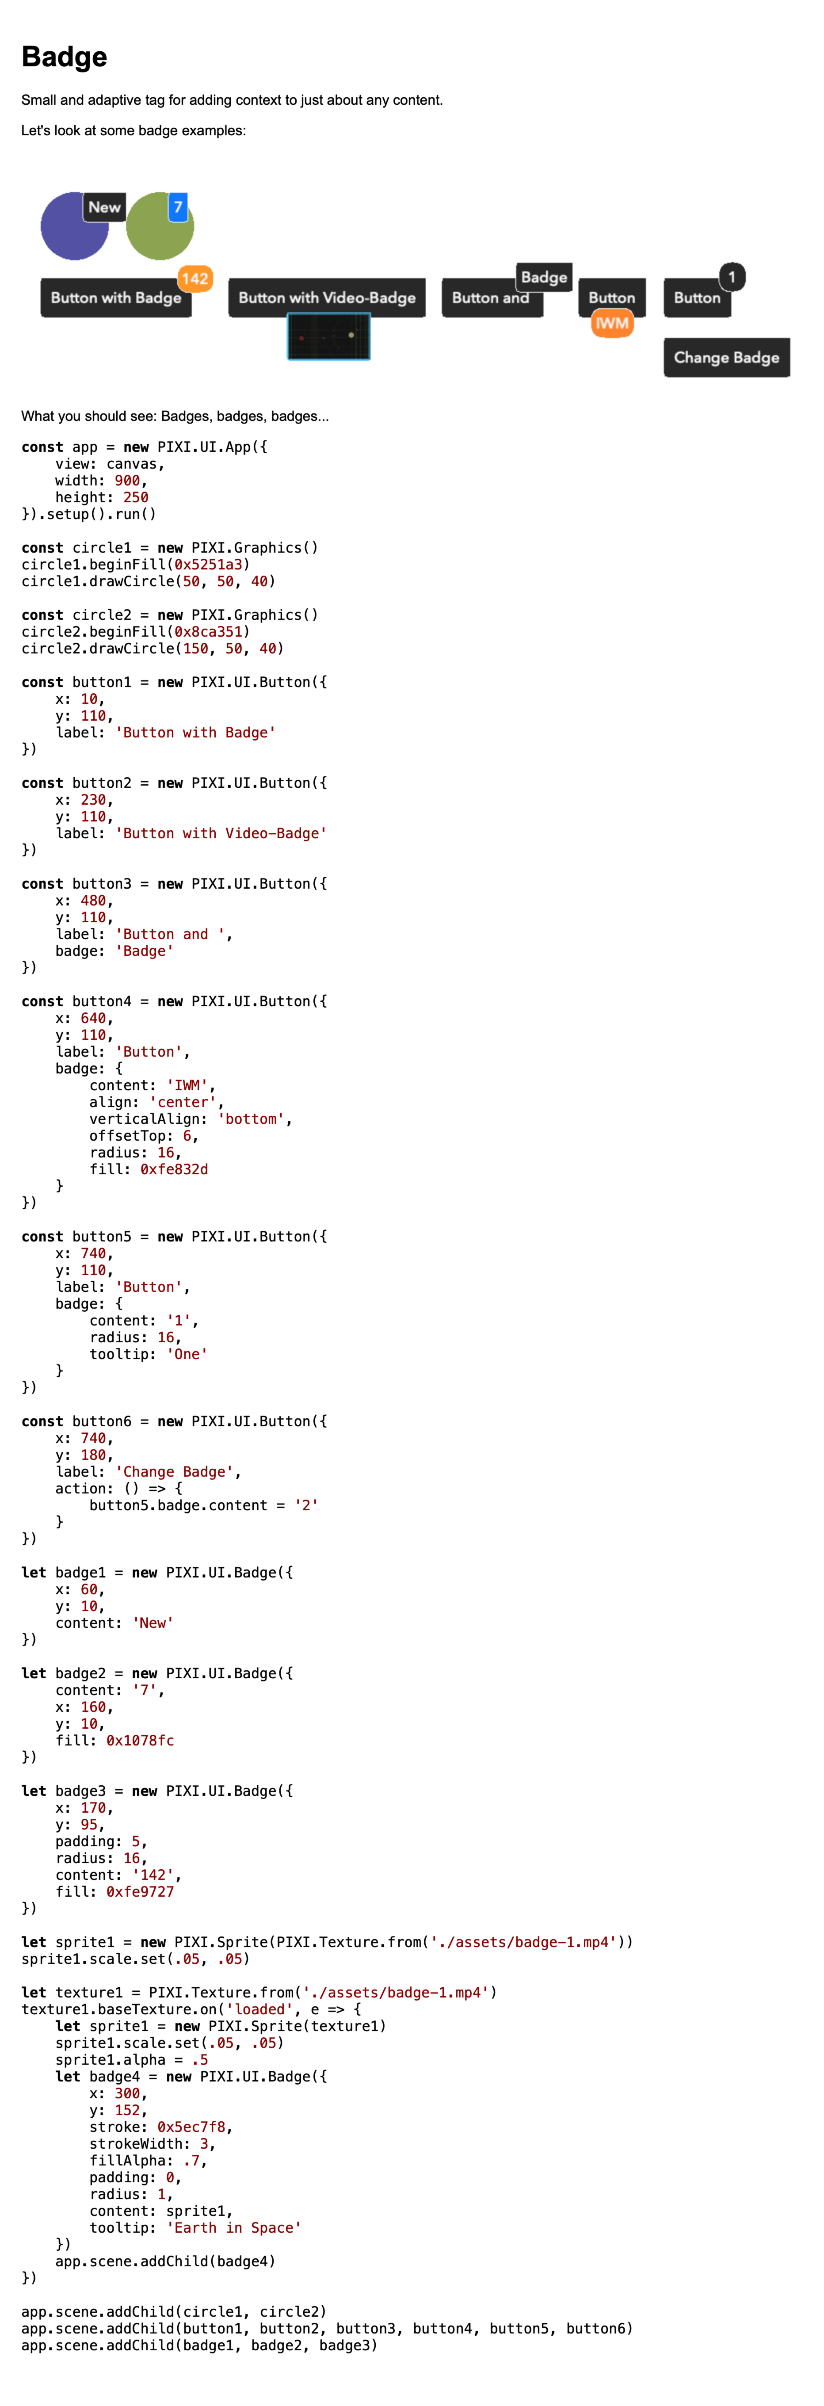 Badge
Small and adaptive tag for adding context to just about any content.
Let's look at some badge examples:
New
7
142
Badge
1
Button with Badge
Button with Video-Badge
Button and
Button
Button
IWM
Change Badge
What you should see: Badges, badges, badges...
const app = new PIXI.UI.App({
    view: canvas,
    width: 900,
    height: 250
}).setup().run()

const circle1 = new PIXI.Graphics()
circle1.beginFill(0x5251a3)
circle1.drawCircle(50, 50, 40)

const circle2 = new PIXI.Graphics()
circle2.beginFill(0x8ca351)
circle2.drawCircle(150, 50, 40)

const button1 = new PIXI.UI.Button({
    x: 10,
    y: 110,
    label: 'Button with Badge'
})

const button2 = new PIXI.UI.Button({
    x: 230,
    y: 110,
    label: 'Button with Video-Badge'
})

const button3 = new PIXI.UI.Button({
    x: 480,
    y: 110,
    label: 'Button and ',
    badge: 'Badge'
})

const button4 = new PIXI.UI.Button({
    x: 640,
    y: 110,
    label: 'Button',
    badge: {
        content: 'IWM',
        align: 'center',
        verticalAlign: 'bottom',
        offsetTop: 6,
        radius: 16,
        fill: 0xfe832d
    }
})

const button5 = new PIXI.UI.Button({
    x: 740,
    y: 110,
    label: 'Button',
    badge: {
        content: '1',
        radius: 16,
        tooltip: 'One'
    }
})

const button6 = new PIXI.UI.Button({
    x: 740,
    y: 180,
    label: 'Change Badge',
    action: () => {
        button5.badge.content = '2'
    }
})

let badge1 = new PIXI.UI.Badge({
    x: 60,
    y: 10,
    content: 'New'
})

let badge2 = new PIXI.UI.Badge({
    content: '7',
    x: 160,
    y: 10,
    fill: 0x1078fc
})

let badge3 = new PIXI.UI.Badge({
    x: 170,
    y: 95,
    padding: 5,
    radius: 16,
    content: '142',
    fill: 0xfe9727
})

let sprite1 = new PIXI.Sprite(PIXI.Texture.from('./assets/badge-1.mp4'))
sprite1.scale.set(.05, .05)

let texture1 = PIXI.Texture.from('./assets/badge-1.mp4')
texture1.baseTexture.on('loaded', e => {
    let sprite1 = new PIXI.Sprite(texture1)
    sprite1.scale.set(.05, .05)
    sprite1.alpha = .5
    let badge4 = new PIXI.UI.Badge({
        x: 300,
        y: 152,
        stroke: 0x5ec7f8,
        strokeWidth: 3,
        fillAlpha: .7,
        padding: 0,
        radius: 1,
        content: sprite1,
        tooltip: 'Earth in Space'
    })
    app.scene.addChild(badge4)
})

app.scene.addChild(circle1, circle2)
app.scene.addChild(button1, button2, button3, button4, button5, button6)
app.scene.addChild(badge1, badge2, badge3)